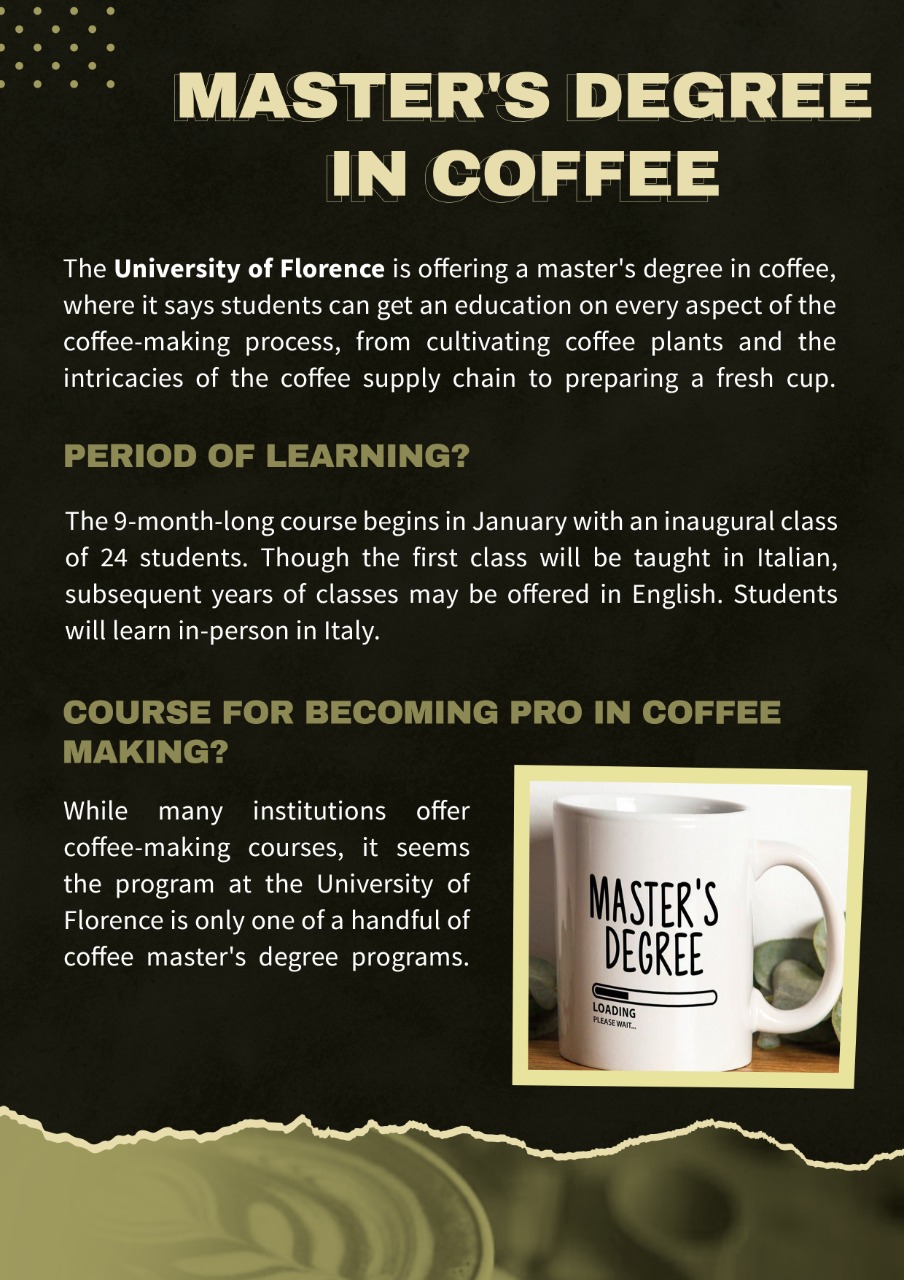 MASTER'S DEGREE
IN COFFEE
The University of Florence is offering a master's degree in coffee,
where it says students can get an education on every aspect of the
coffee-making process, from cultivating coffee plants and the
intricacies of the coffee supply chain to preparing a fresh cup.
PERIOD OF LEARNING?
The 9-month-long course begins in January with an inaugural class
of 24 students. Though the first class will be taught in Italian,
subsequent years of classes may be offered in English. Students
will learn in-person in Italy.
COURSE FOR BECOMING PRO IN COFFEE
MAKING?
While many institutions offer
coffee-making courses, it seems
the program at the University of
Florence is only one of a handful of
coffee master's degree programs.
MASTER'S
DEGREE
LOADING
PLEASE WAIT...